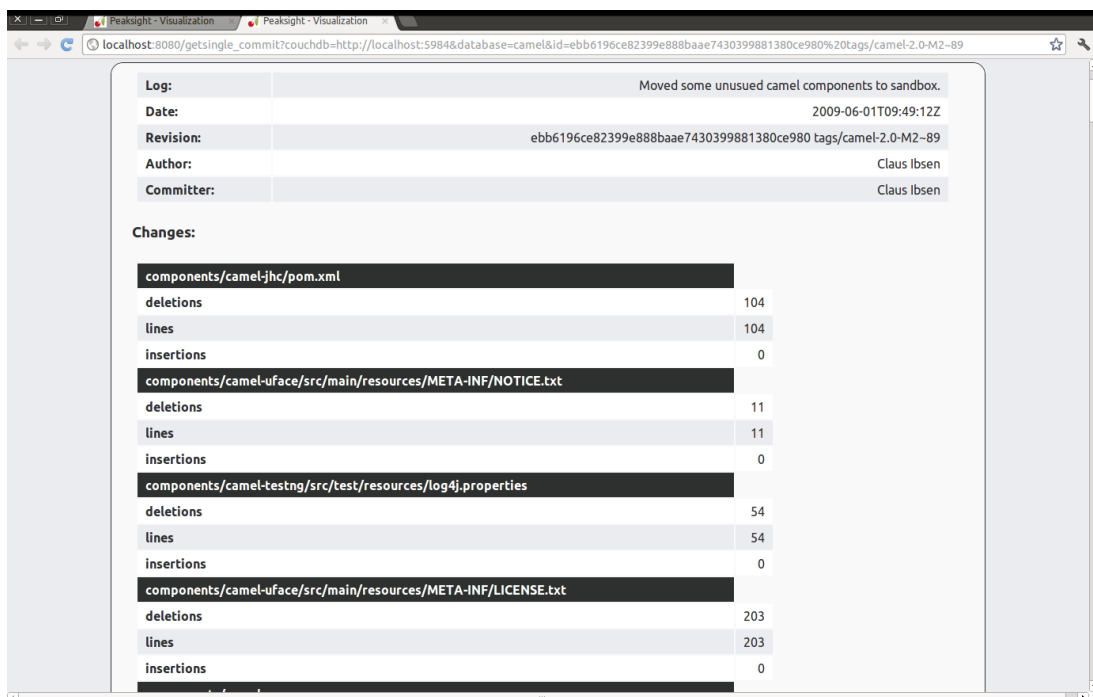 Peaksight - Visualization Peaksight - Visualization
localhost:8080/getsingle_commit?couchdb=http://localhost:5984&database=camel&id=ebb6196ce82399e888baae7430399881380ce980%20tags/camel-2.0-M2~89
Log: Moved some unusued camel components to sandbox.
Date: 2009-06-01T09:49:12Z
Revision: ebb6196ce82399e888baae7430399881380ce980 tags/camel-2.0-M2~89
Author: Claus Ibsen
Committer: Claus Ibsen
Changes:
components/camel-jhc/pom.xml
deletions 104
lines 104
insertions 0
components/camel-uface/src/main/resources/META-INF/NOTICE.txt
deletions 11
lines 11
insertions 0
components/camel-testng/src/test/resources/log4j.properties
deletions 54
lines 54
insertions 0
components/camel-uface/src/main/resources/META-INF/LICENSE.txt
deletions 203
lines 203
insertions 0